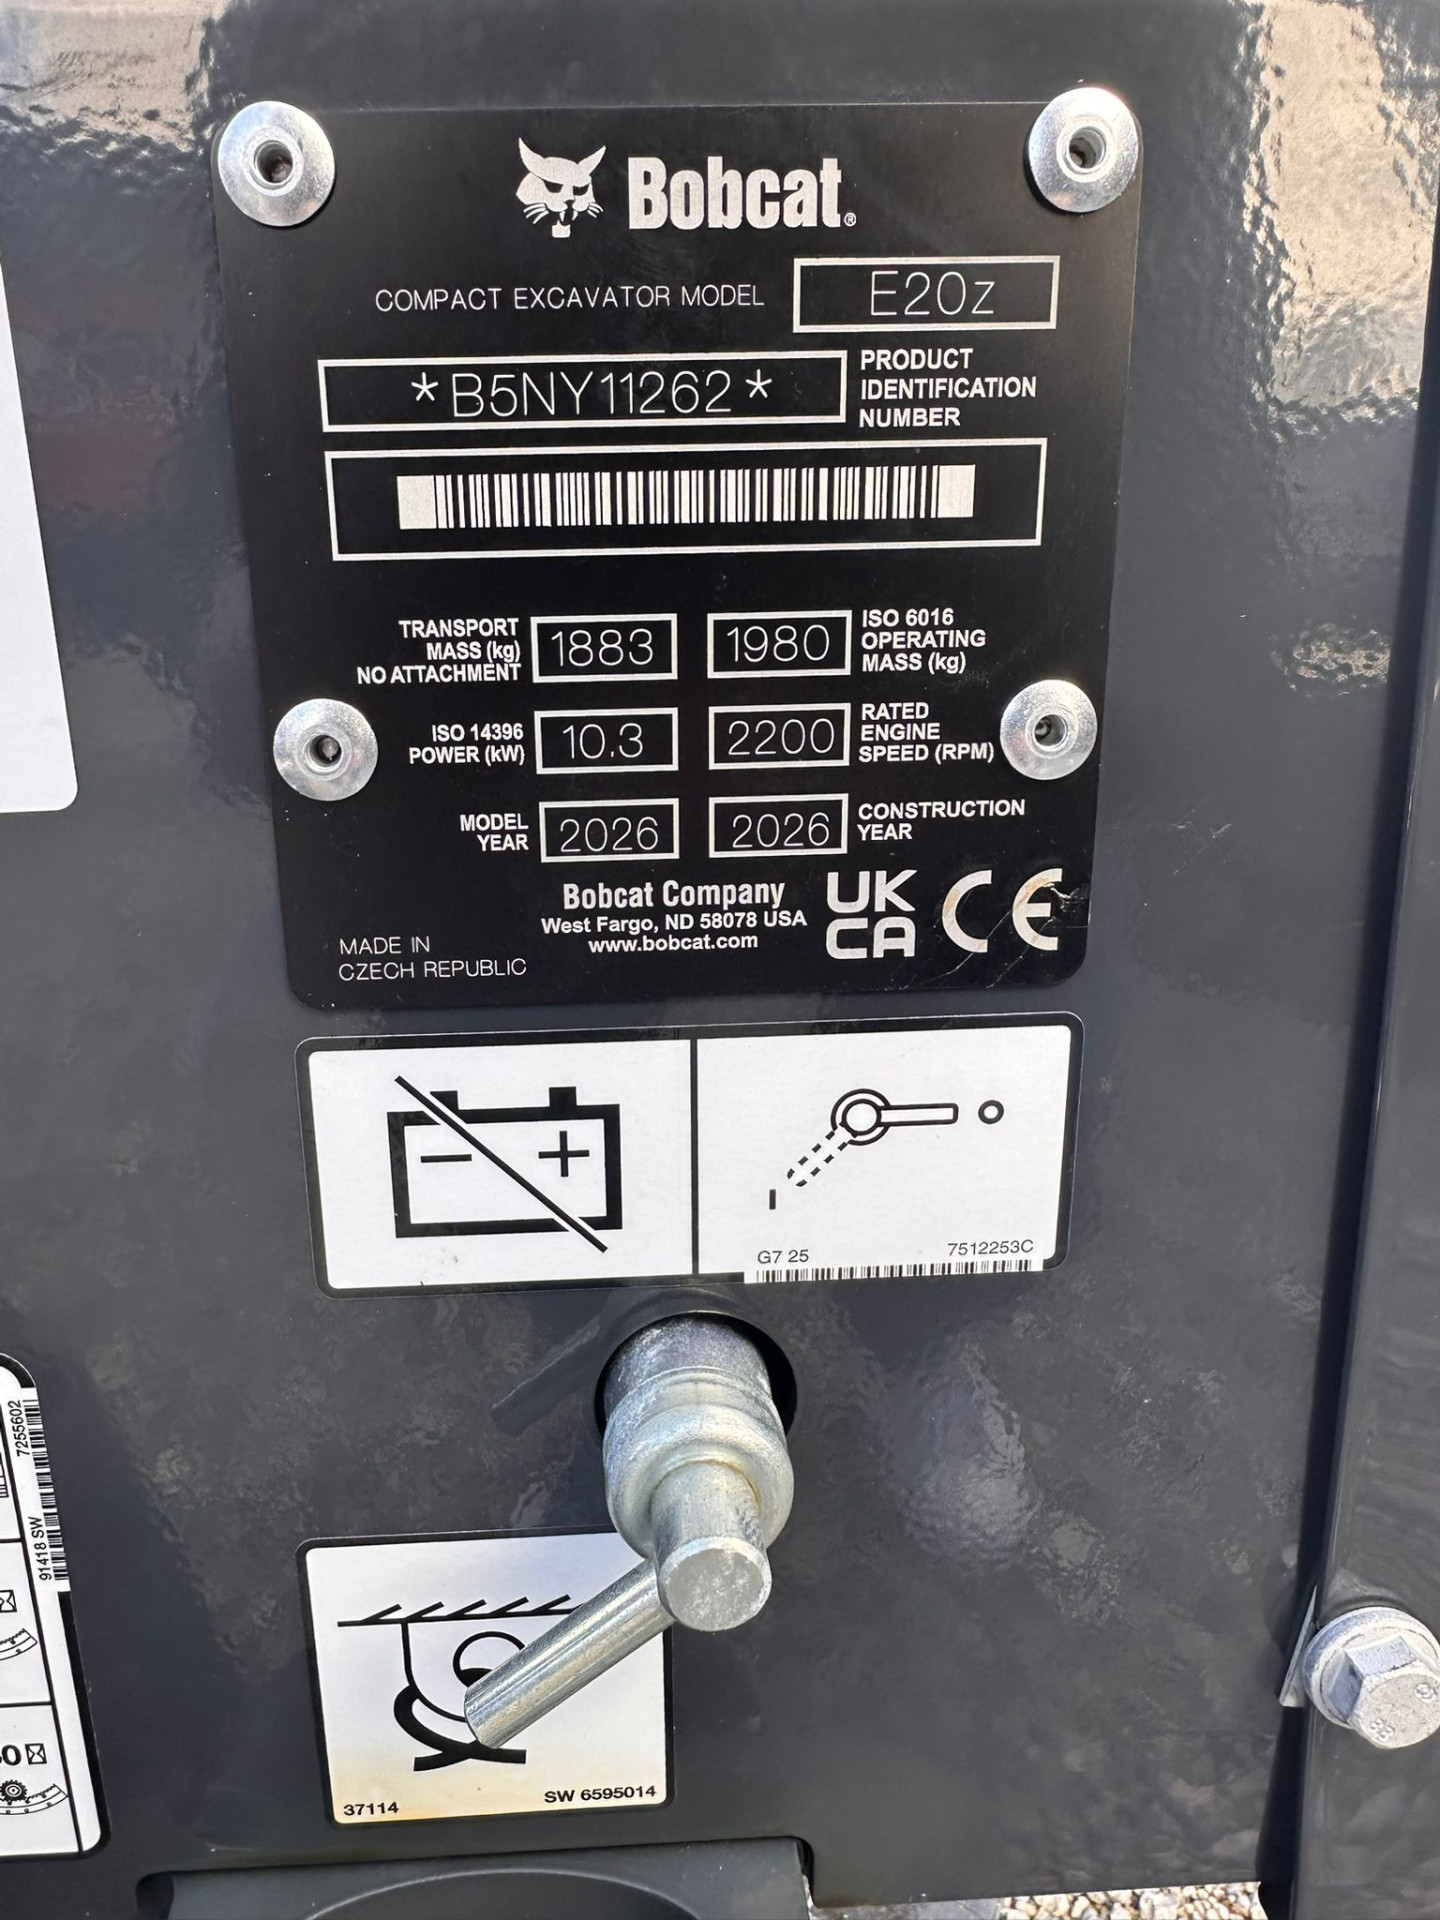 Bobcat®
COMPACT EXCAVATOR MODEL E20z
*B5NY11262*
PRODUCT
IDENTIFICATION
NUMBER
TRANSPORT
MASS (kg)
NO ATTACHMENT
1883
1980
ISO 6016
OPERATING
MASS (kg)
ISO 14396
POWER (kW)
10.3
2200
RATED
ENGINE
SPEED (RPM)
MODEL
YEAR
2026
2026
CONSTRUCTION
YEAR
Bobcat Company
West Fargo, ND 58078 USA
www.bobcat.com
UK
CA
CE
MADE IN
CZECH REPUBLIC
G7 25
7512253C
91418 SW
7255602
37114
SW 6595014